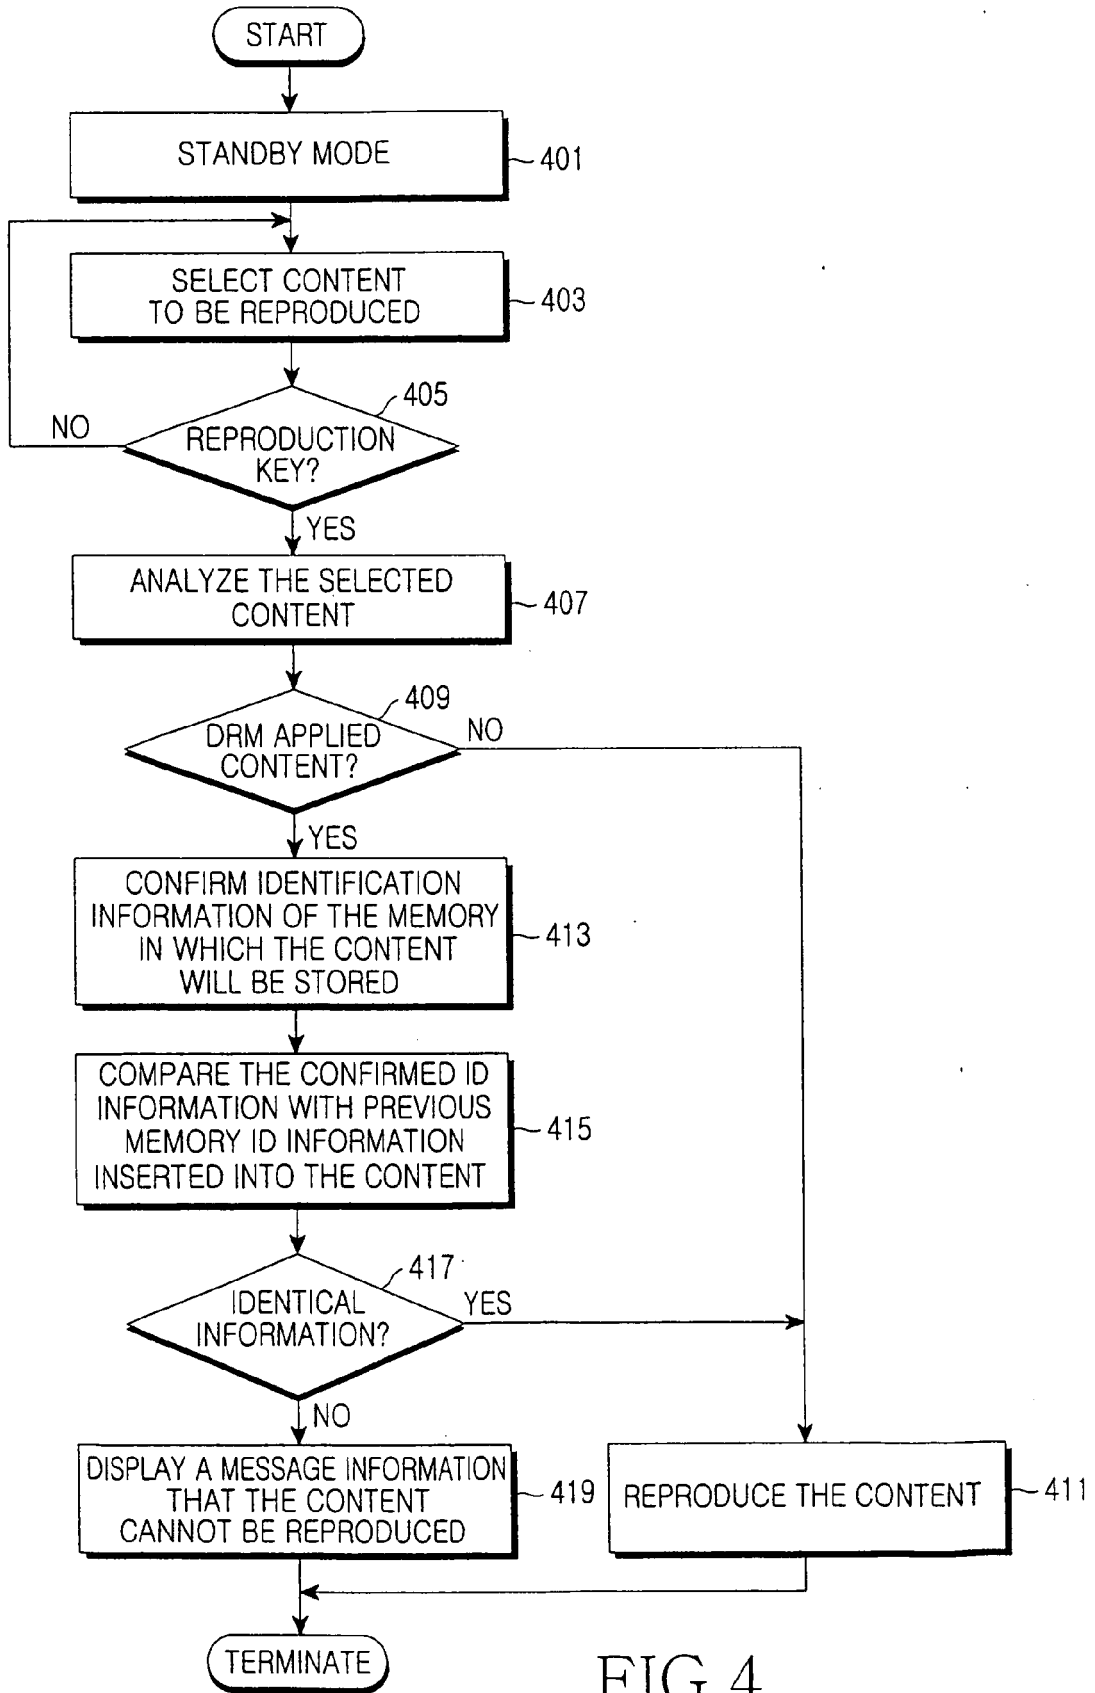 START
STANDBY MODE
401
SELECT CONTENT
TO BE REPRODUCED
403
405
NO
REPRODUCTION
KEY?
YES
ANALYZE THE SELECTED
CONTENT
407
409
DRM APPLIED
CONTENT?
NO
YES
CONFIRM IDENTIFICATION
INFORMATION OF THE MEMORY
IN WHICH THE CONTENT
WILL BE STORED
413
COMPARE THE CONFIRMED ID
INFORMATION WITH PREVIOUS
MEMORY ID INFORMATION
INSERTED INTO THE CONTENT
415
417
IDENTICAL
INFORMATION?
YES
NO
DISPLAY A MESSAGE INFORMATION
THAT THE CONTENT
CANNOT BE REPRODUCED
419
REPRODUCE THE CONTENT
411
TERMINATE
FIG.4